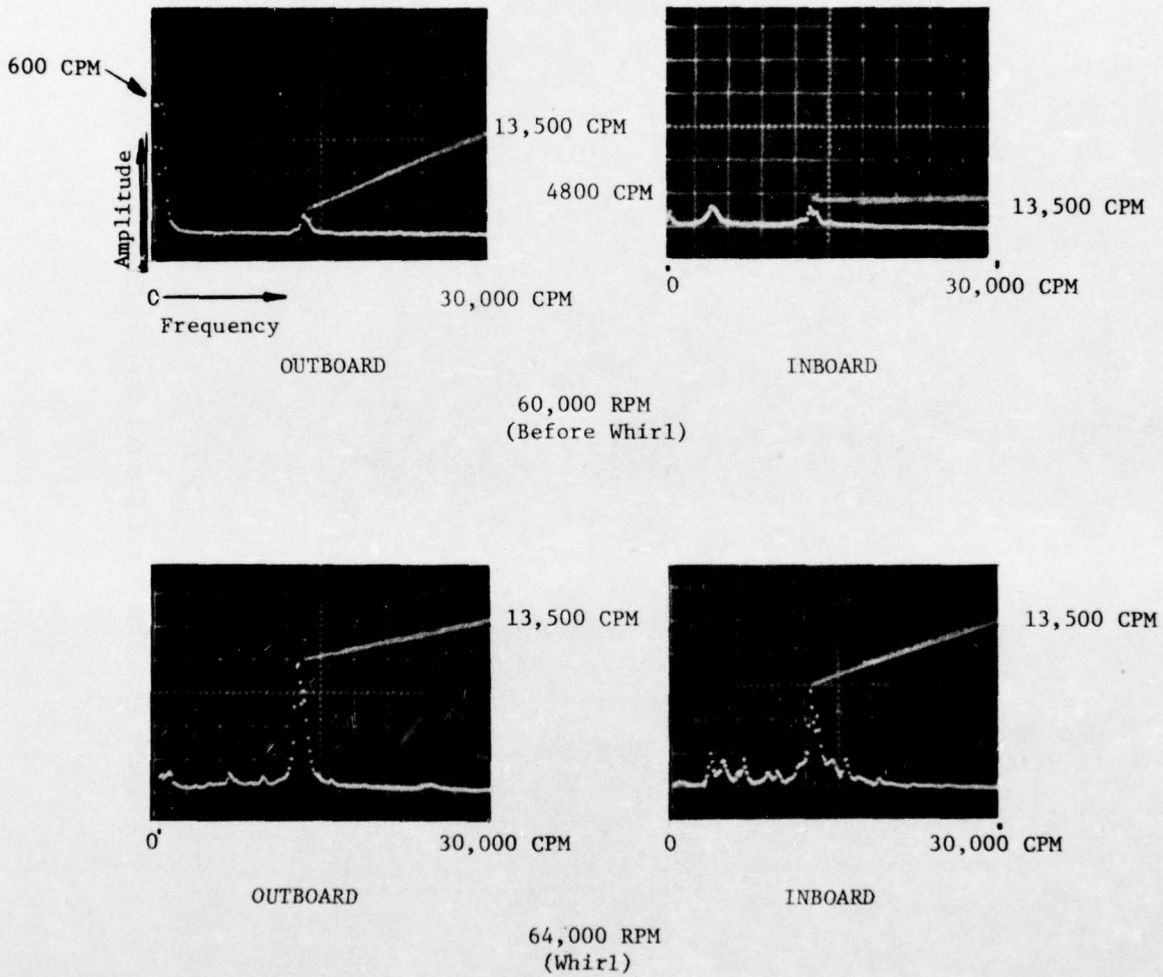 600 CPM
Amplitude
13,500 CPM
4800 CPM
13,500 CPM
C
30,000 CPM
Frequency
0
30,000 CPM
OUTBOARD
INBOARD
60,000 RPM
(Before Whirl)
13,500 CPM
13,500 CPM
0
30,000 CPM
0
30,000 CPM
OUTBOARD
INBOARD
64,000 RPM
(Whirl)